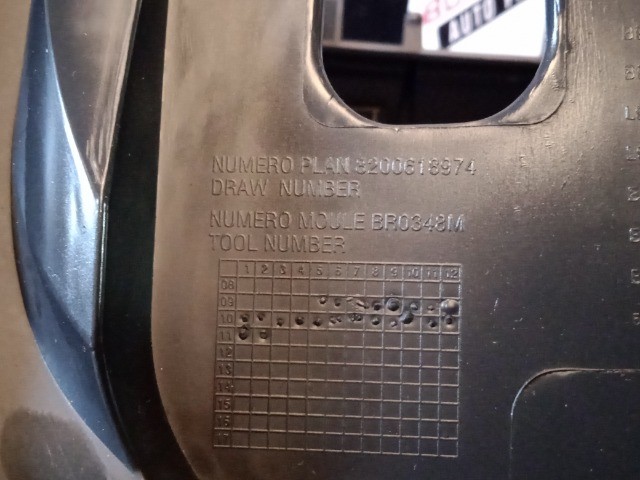 AUTO
NUMERO PLAN 8200618974
DRAW NUMBER
NUMERO MOULE BR0348M
TOOL NUMBER
1 2 3 4 5 6 7 8 9 10 11 12
08
09
10
11
12
13
14
15
16
17